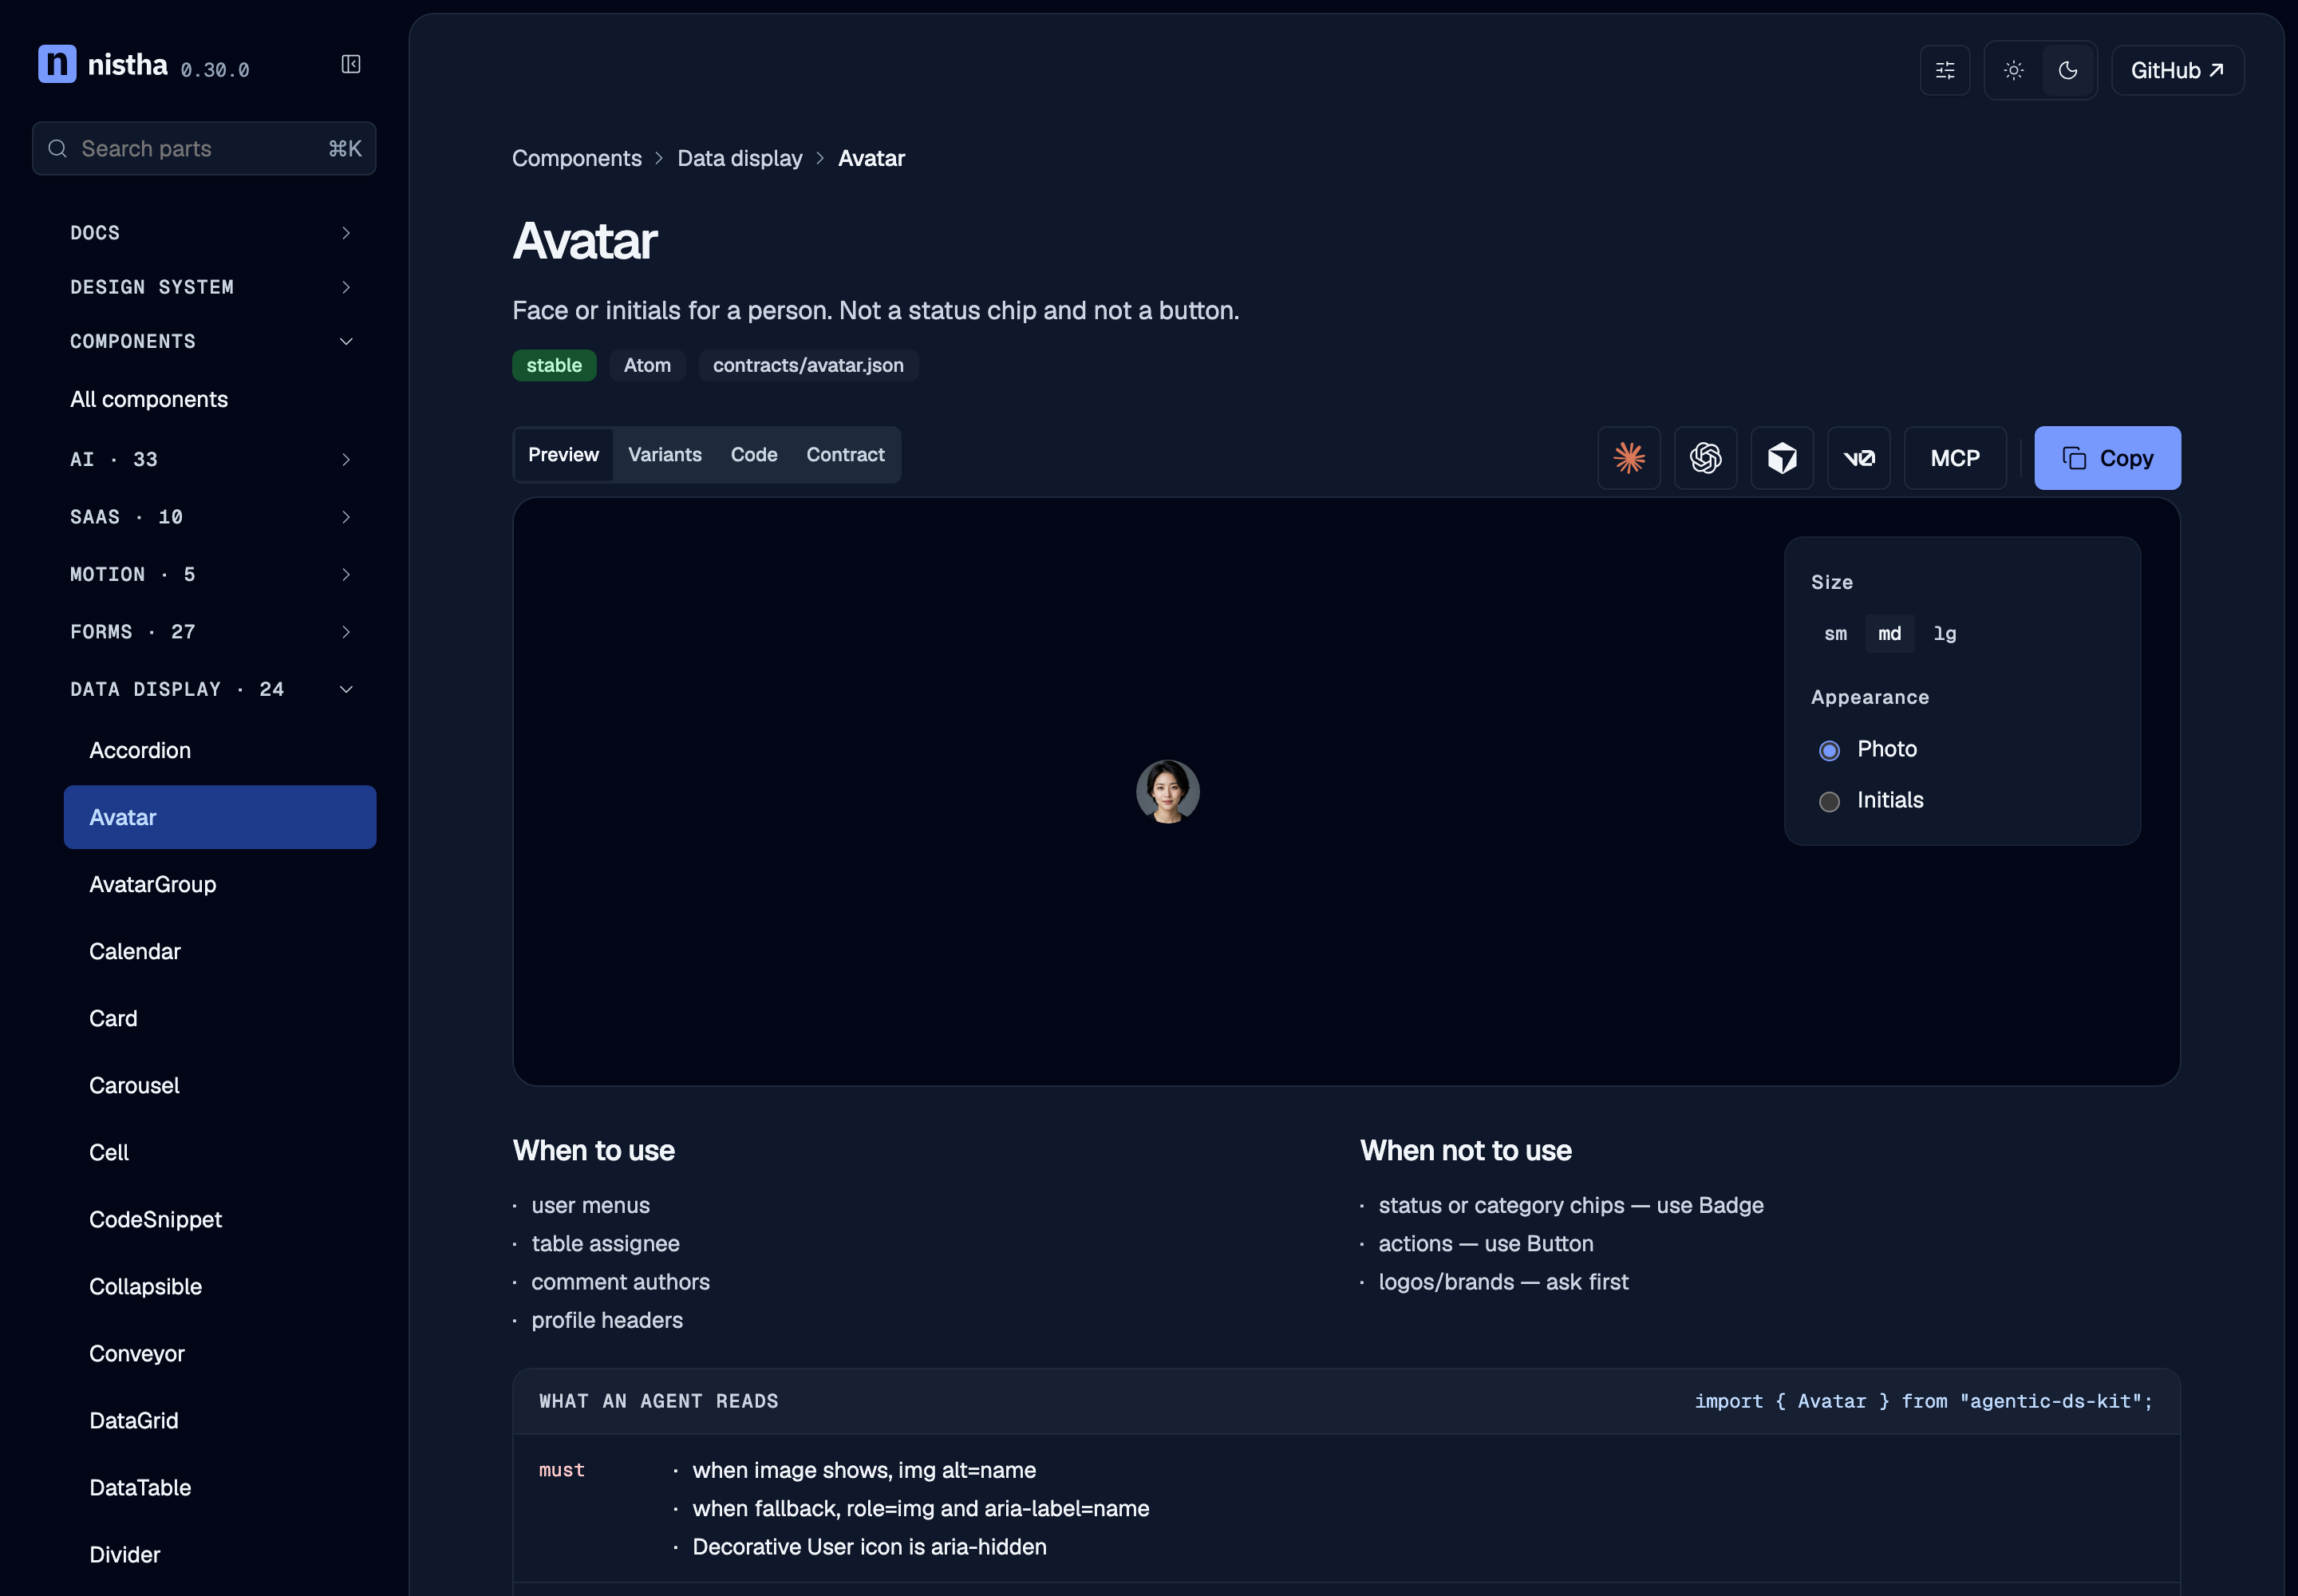 n nistha 0.30.0
Search parts ⌘K
DOCS
DESIGN SYSTEM
COMPONENTS
All components
AI · 33
SAAS · 10
MOTION · 5
FORMS · 27
DATA DISPLAY · 24
Accordion
Avatar
AvatarGroup
Calendar
Card
Carousel
Cell
CodeSnippet
Collapsible
Conveyor
DataGrid
DataTable
Divider
GitHub ↗
Components > Data display > Avatar
Avatar
Face or initials for a person. Not a status chip and not a button.
stable Atom contracts/avatar.json
Preview Variants Code Contract
v0 MCP Copy
Size
sm md lg
Appearance
Photo
Initials
When to use
· user menus
· table assignee
· comment authors
· profile headers
When not to use
· status or category chips — use Badge
· actions — use Button
· logos/brands — ask first
WHAT AN AGENT READS import { Avatar } from "agentic-ds-kit";
must · when image shows, img alt=name
· when fallback, role=img and aria-label=name
· Decorative User icon is aria-hidden